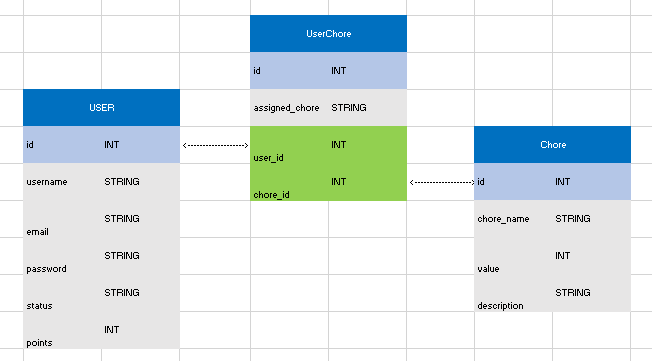 UserChore
id INT
assigned_chore STRING
user_id INT
chore_id INT
USER
id INT
username STRING
email STRING
password STRING
status STRING
points INT
Chore
id INT
chore_name STRING
value INT
description STRING